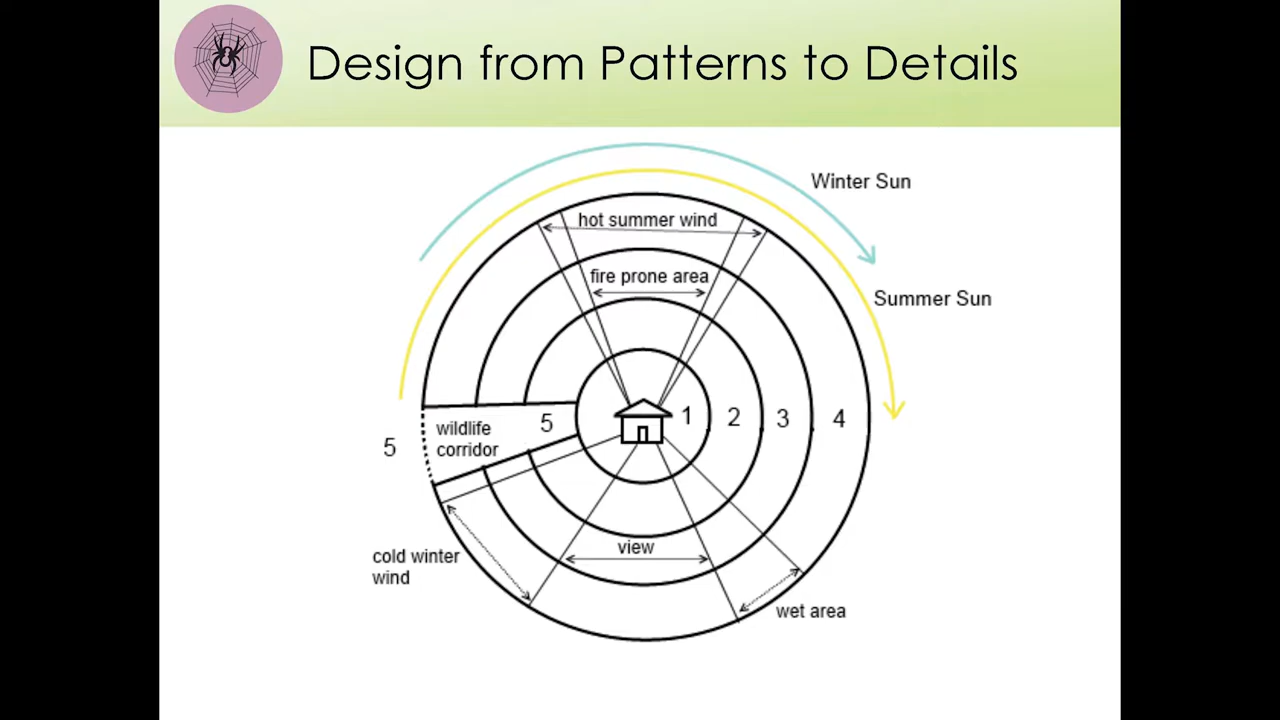 Design from Patterns to Details
Winter Sun
hot summer wind
fire prone area
Summer Sun
5
wildlife
corridor
5
1
2
3
4
cold winter
wind
view
wet area